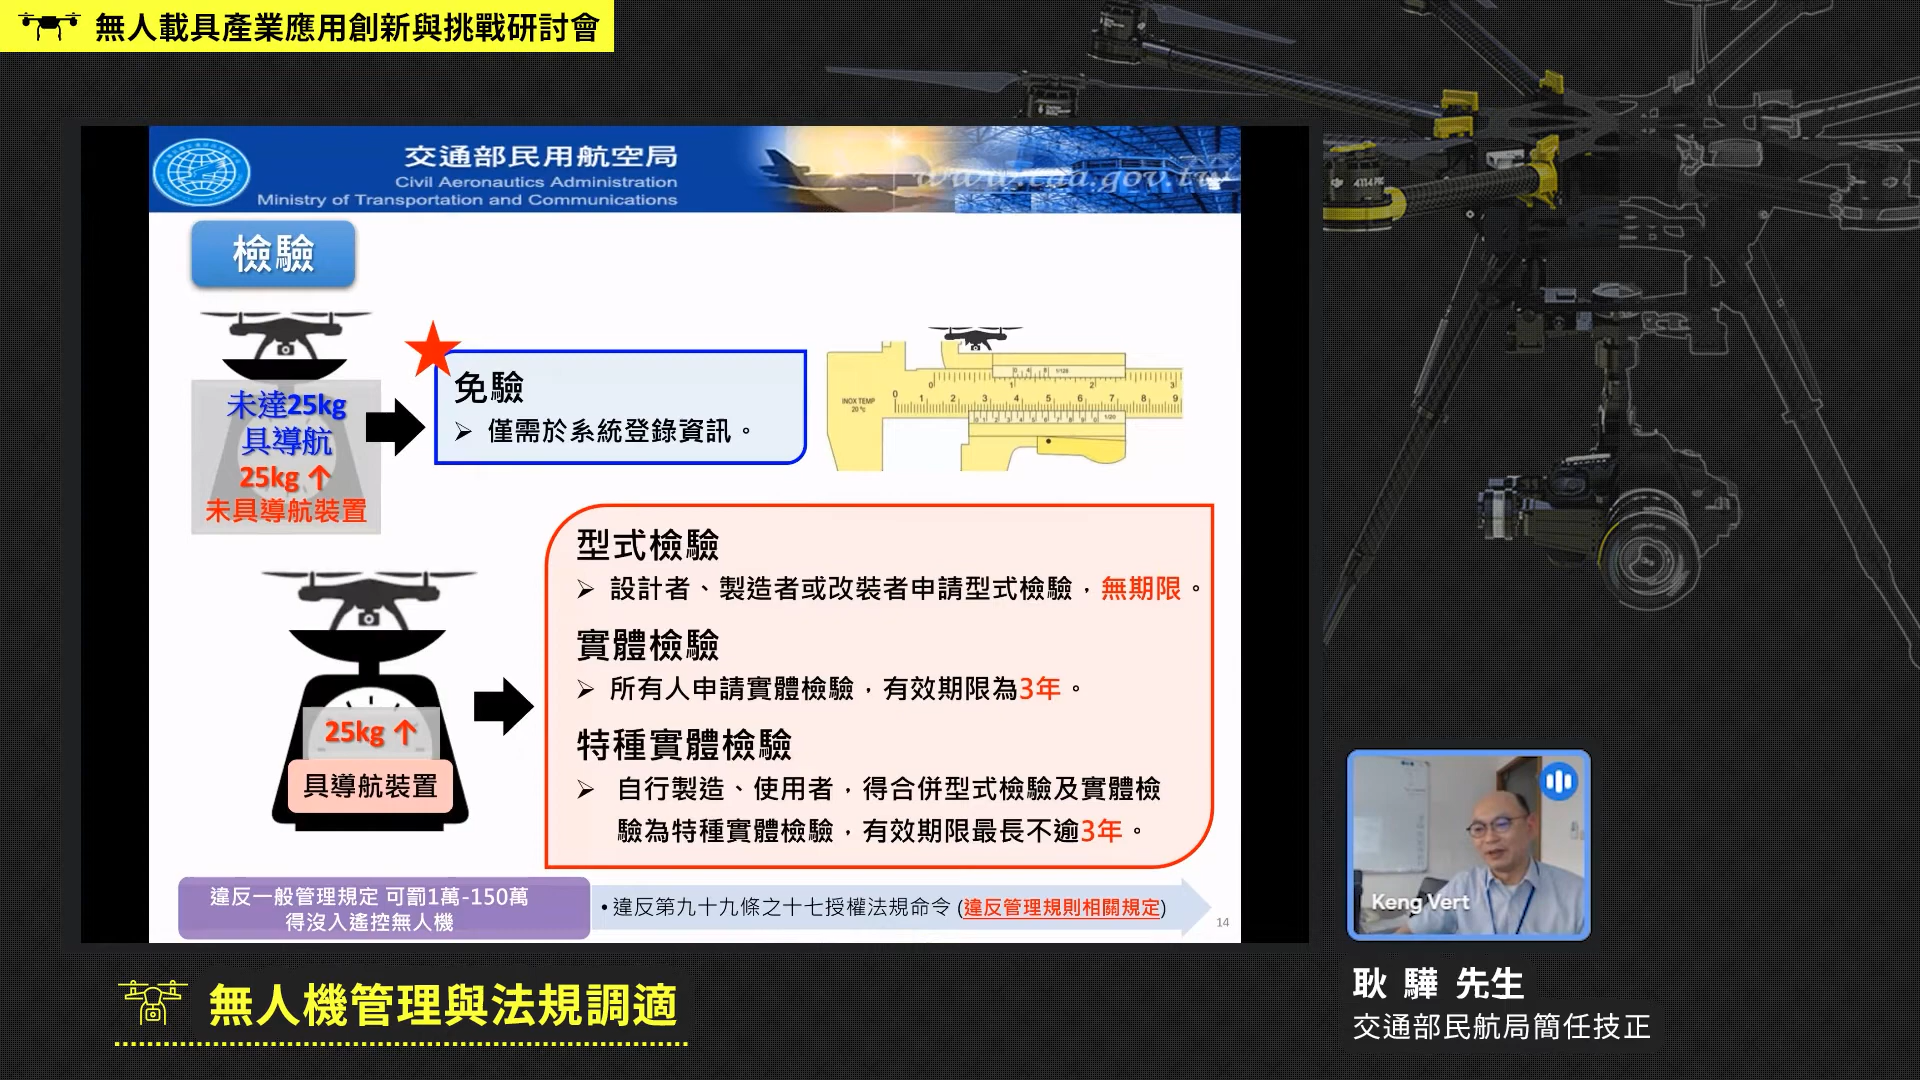 無人載具產業應用創新與挑戰研討會
交通部民用航空局
Civil Aeronautics Administration
Ministry of Transportation and Communications
www.caa.gov.tw
檢驗
未達25kg
具導航
25kg ↑
未具導航裝置
免驗
➢ 僅需於系統登錄資訊。
INOX TEMP
20 °c
25kg ↑
具導航裝置
型式檢驗
➢ 設計者、製造者或改裝者申請型式檢驗，無期限。
實體檢驗
➢ 所有人申請實體檢驗，有效期限為3年。
特種實體檢驗
➢ 自行製造、使用者，得合併型式檢驗及實體檢
驗為特種實體檢驗，有效期限最長不逾3年。
違反一般管理規定 可罰1萬-150萬
得沒入遙控無人機
•違反第九十九條之十七授權法規命令 (違反管理規則相關規定)
14
Keng Vert
耿 驊 先生
交通部民航局簡任技正
無人機管理與法規調適